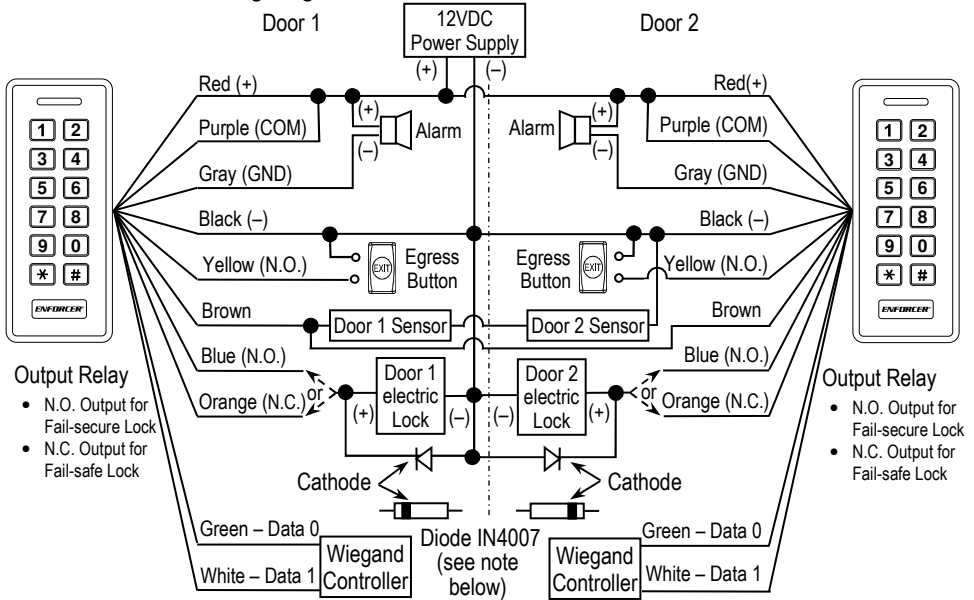 Door 1
12VDC
Power Supply
Door 2
(+)
(–)
Red (+)
Purple (COM)
Gray (GND)
Black (–)
Yellow (N.O.)
Brown
Blue (N.O.)
Orange (N.C.)
or
Green – Data 0
White – Data 1
(+)
(–)
Alarm
Alarm
(+)
(–)
Red(+)
Purple (COM)
Gray (GND)
Black (–)
Yellow (N.O.)
Brown
Blue (N.O.)
Orange (N.C.)
or
Green – Data 0
White – Data 1
1 2
3 4
5 6
7 8
9 0
* #
ENFORCER
1 2
3 4
5 6
7 8
9 0
* #
ENFORCER
EXIT
Egress
Button
Egress
Button
EXIT
Door 1 Sensor
Door 2 Sensor
Door 1
electric
Lock
(+)
(–)
Door 2
electric
Lock
(–)
(+)
Output Relay
• N.O. Output for
Fail-secure Lock
• N.C. Output for
Fail-safe Lock
Output Relay
• N.O. Output for
Fail-secure Lock
• N.C. Output for
Fail-safe Lock
Cathode
Cathode
Diode IN4007
(see note
below)
Wiegand
Controller
Wiegand
Controller